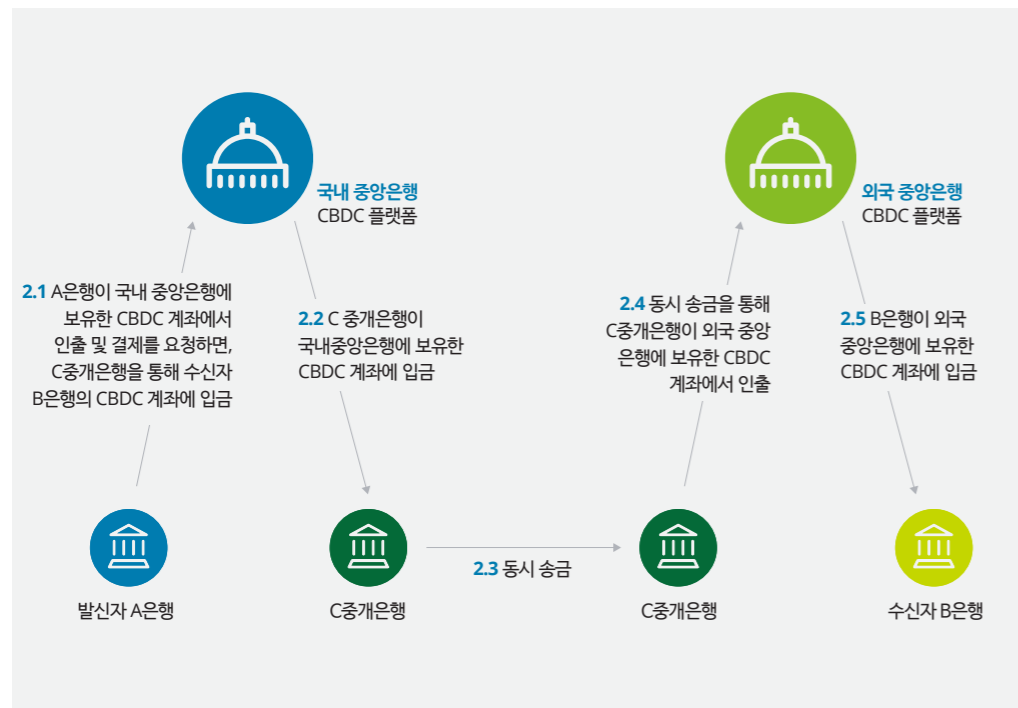 국내 중앙은행
CBDC 플랫폼
외국 중앙은행
CBDC 플랫폼
2.1 A은행이 국내 중앙은행에
보유한 CBDC 계좌에서
인출 및 결제를 요청하면,
C중개은행을 통해 수신자
B은행의 CBDC 계좌에 입금
2.2 C 중개은행이
국내중앙은행에 보유한
CBDC 계좌에 입금
2.4 동시 송금을 통해
C중개은행이 외국 중앙
은행에 보유한 CBDC
계좌에서 인출
2.5 B은행이 외국
중앙은행에 보유한
CBDC 계좌에 입금
2.3 동시 송금
발신자 A은행
C중개은행
C중개은행
수신자 B은행